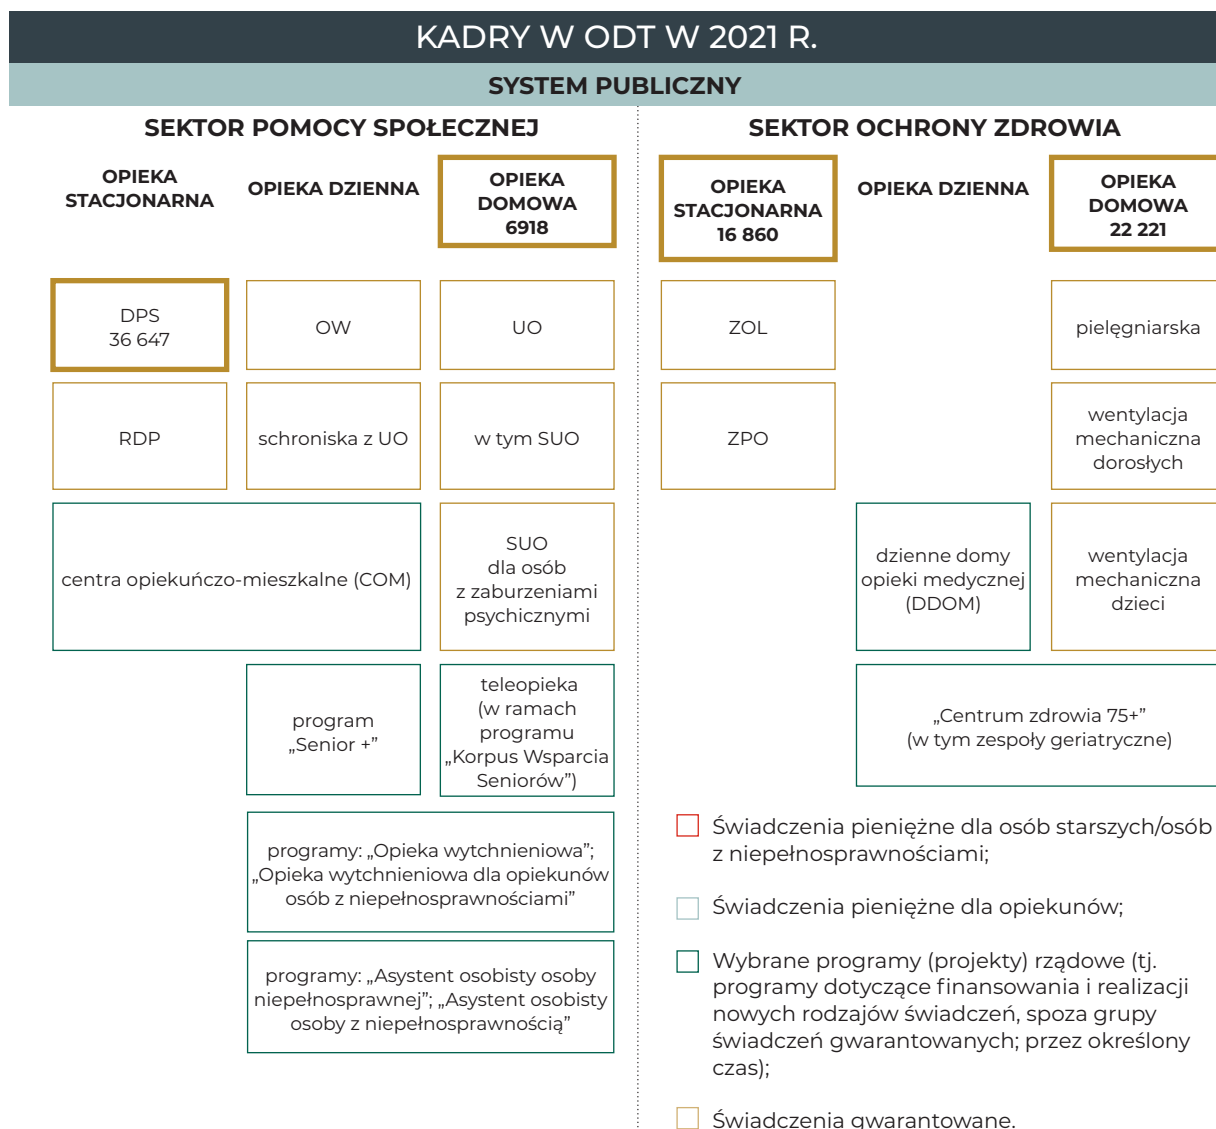 KADRY W ODT W 2021 R.
SYSTEM PUBLICZNY
SEKTOR POMOCY SPOŁECZNEJ
OPIEKA
STACJONARNA
OPIEKA DZIENNA
OPIEKA
DOMOWA
6918
DPS
36 647
OW
UO
RDP
schroniska z UO
w tym SUO
centra opiekuńczo-mieszkalne (COM)
SUO
dla osób
z zaburzeniami
psychicznymi
program
„Senior +”
teleopieka
(w ramach
programu
„Korpus Wsparcia
Seniorów”)
programy: „Opieka wytchnieniowa”;
„Opieka wytchnieniowa dla opiekunów
osób z niepełnosprawnościami”
programy: „Asystent osobisty osoby
niepełnosprawnej”; „Asystent osobisty
osoby z niepełnosprawnością”
SEKTOR OCHRONY ZDROWIA
OPIEKA
STACJONARNA
16 860
OPIEKA DZIENNA
OPIEKA
DOMOWA
22 221
ZOL
pielęgniarska
ZPO
wentylacja
mechaniczna
dorosłych
dzienne domy
opieki medycznej
(DDOM)
wentylacja
mechaniczna
dzieci
„Centrum zdrowia 75+”
(w tym zespoły geriatryczne)
Świadczenia pieniężne dla osób starszych/osób
z niepełnosprawnościami;
Świadczenia pieniężne dla opiekunów;
Wybrane programy (projekty) rządowe (tj.
programy dotyczące finansowania i realizacji
nowych rodzajów świadczeń, spoza grupy
świadczeń gwarantowanych; przez określony
czas);
Świadczenia gwarantowane.